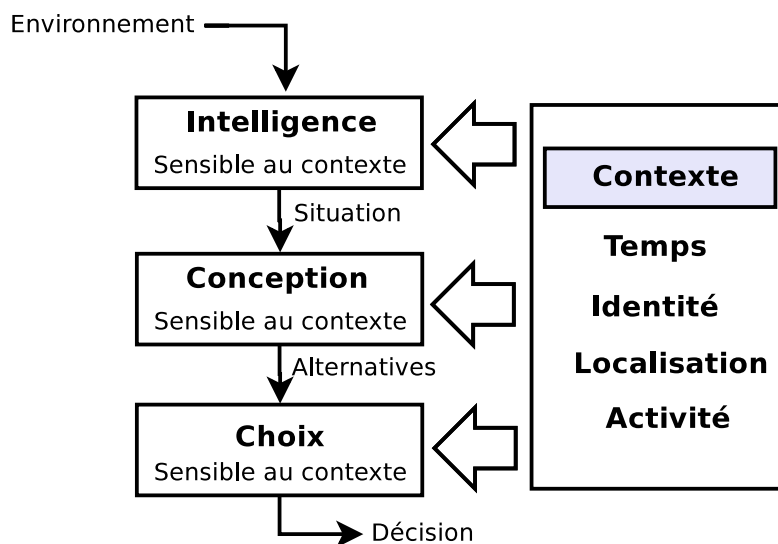 Environnement
Intelligence
Sensible au contexte
Situation
Conception
Sensible au contexte
Alternatives
Choix
Sensible au contexte
Décision
Contexte
Temps
Identité
Localisation
Activité